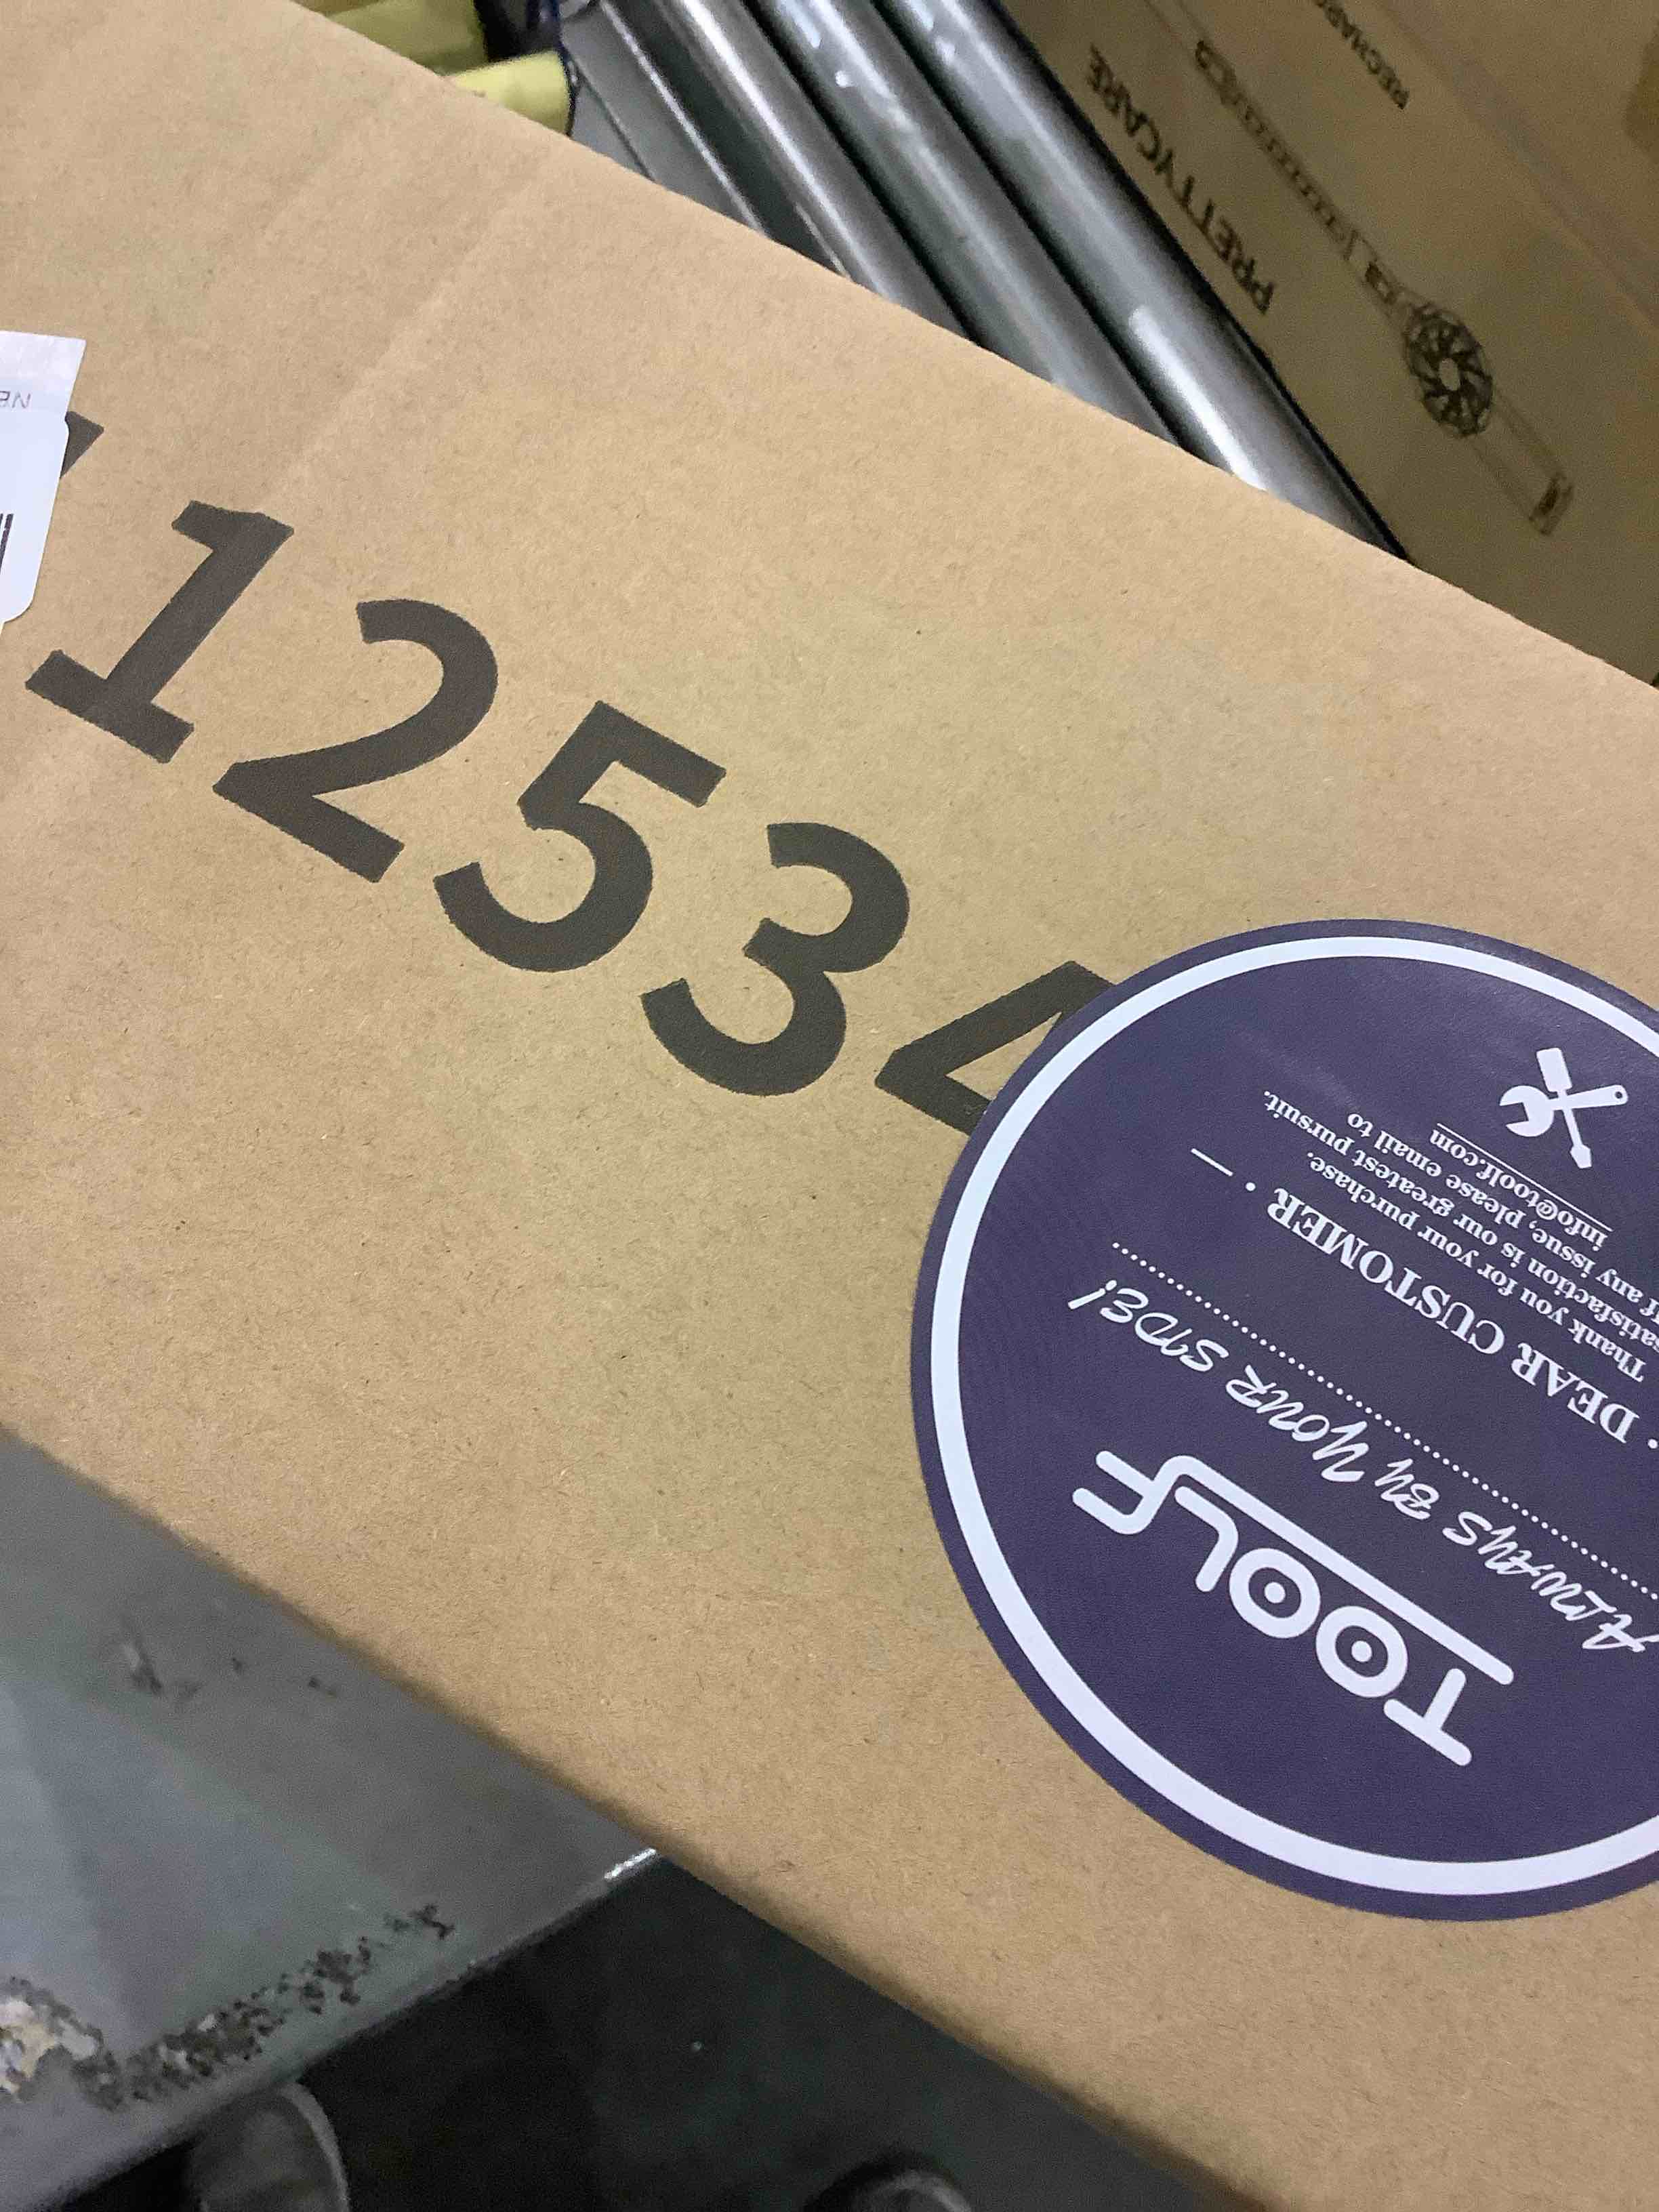 12534
TOOLF
ALWAYS BY YOUR SIDE!
• DEAR CUSTOMER •
Thank you for your purchase.
satisfaction is our greatest pursuit.
If any issue, please email to
info@toolf.com
PRETTYCARE